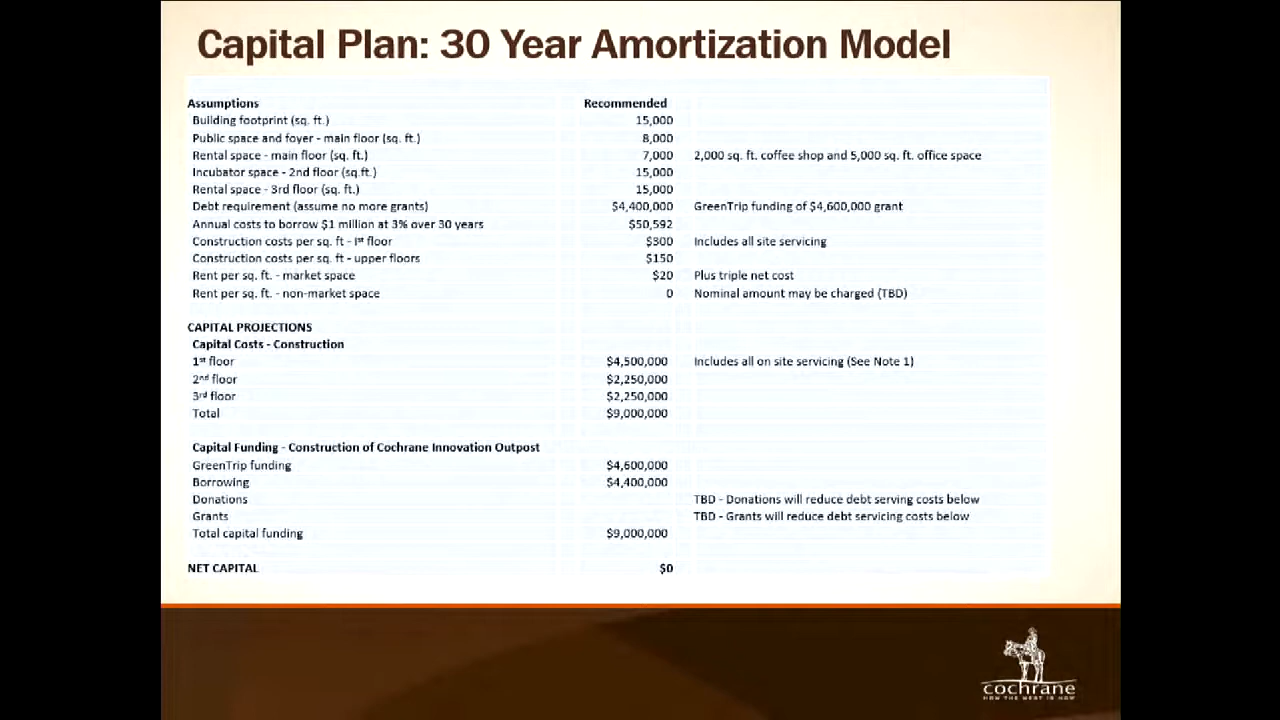 Capital Plan: 30 Year Amortization Model
Assumptions Recommended
Building footprint (sq. ft.) 15,000
Public space and foyer - main floor (sq. ft.) 8,000
Rental space - main floor (sq. ft.) 7,000 2,000 sq. ft. coffee shop and 5,000 sq. ft. office space
Incubator space - 2nd floor (sq.ft.) 15,000
Rental space - 3rd floor (sq. ft.) 15,000
Debt requirement (assume no more grants) $4,400,000 GreenTrip funding of $4,600,000 grant
Annual costs to borrow $1 million at 3% over 30 years $50,592
Construction costs per sq. ft - 1st floor $300 Includes all site servicing
Construction costs per sq. ft - upper floors $150
Rent per sq. ft. - market space $20 Plus triple net cost
Rent per sq. ft. - non-market space 0 Nominal amount may be charged (TBD)
CAPITAL PROJECTIONS
Capital Costs - Construction
1st floor $4,500,000 Includes all on site servicing (See Note 1)
2nd floor $2,250,000
3rd floor $2,250,000
Total $9,000,000
Capital Funding - Construction of Cochrane Innovation Outpost
GreenTrip funding $4,600,000
Borrowing $4,400,000
Donations TBD - Donations will reduce debt serving costs below
Grants TBD - Grants will reduce debt servicing costs below
Total capital funding $9,000,000
NET CAPITAL $0
cochrane
HOW THE WEST IS NOW